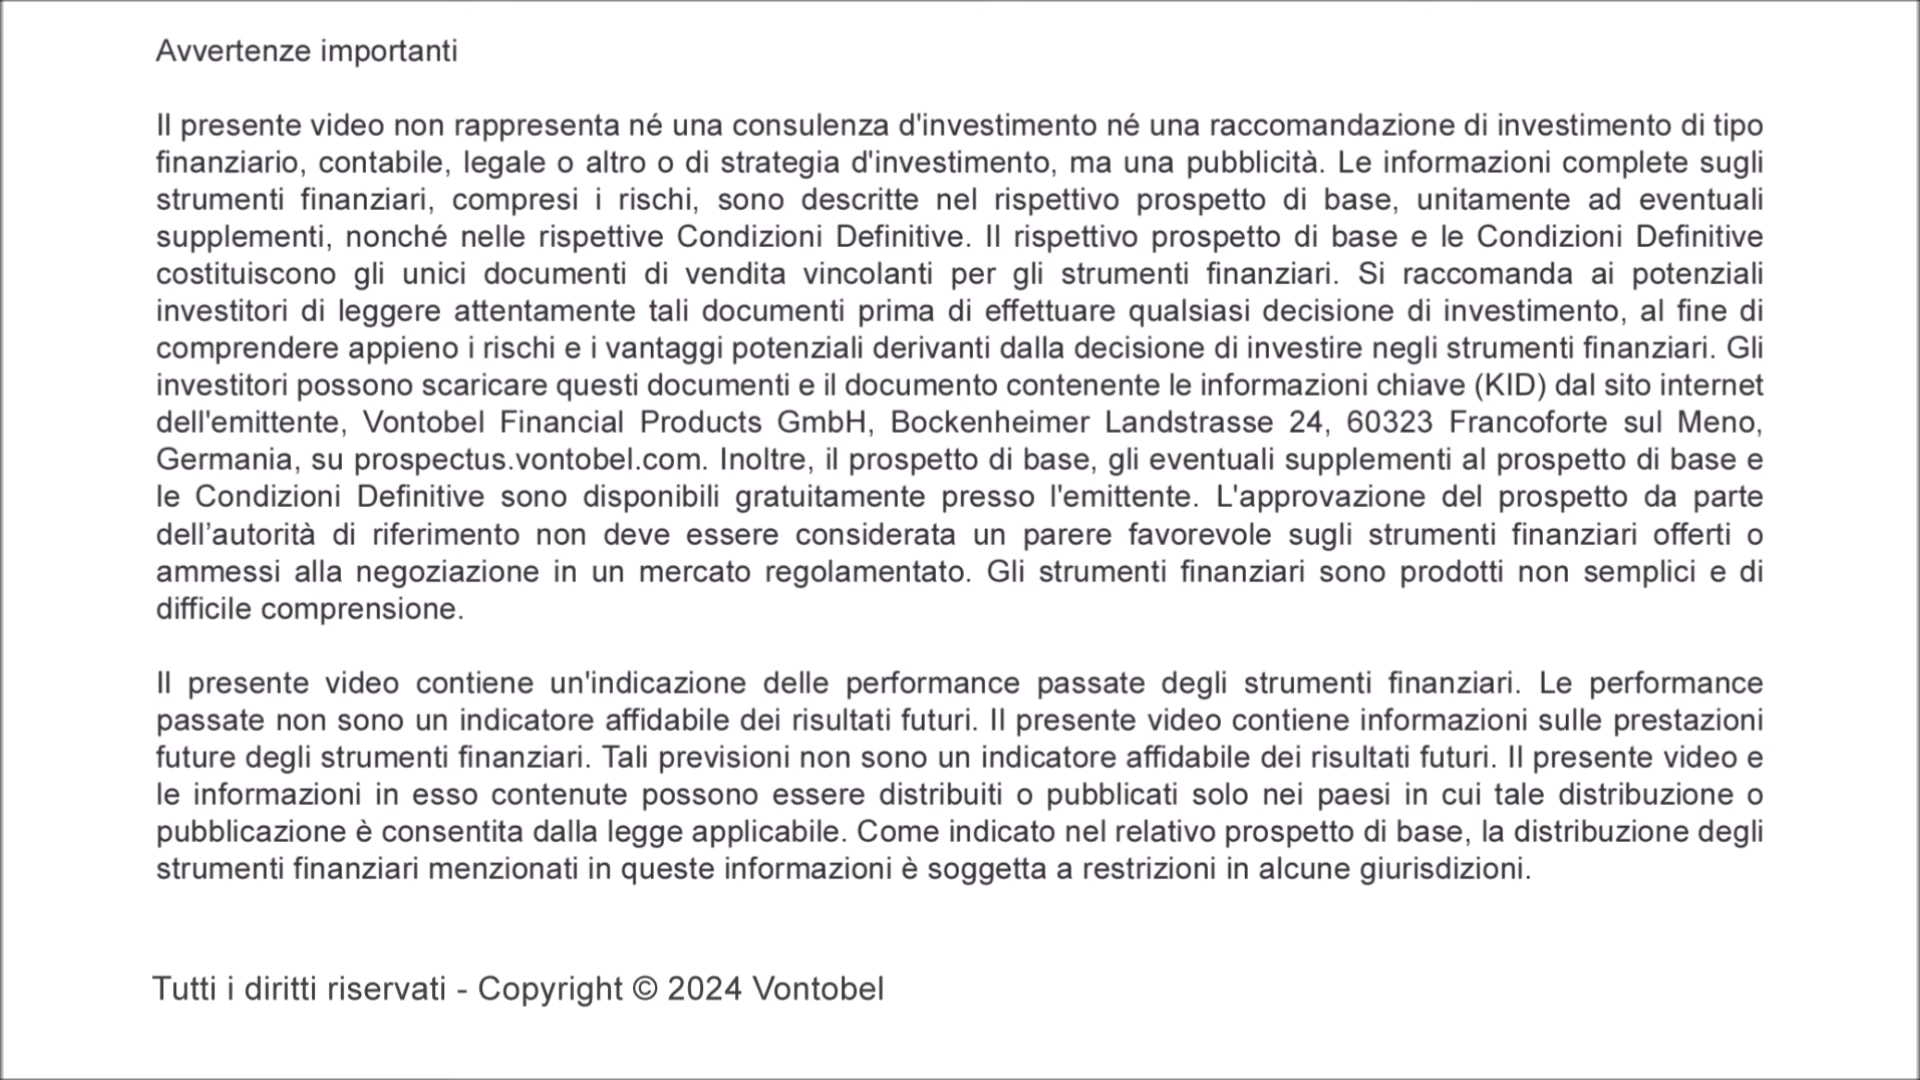 Avvertenze importanti
Il presente video non rappresenta né una consulenza d'investimento né una raccomandazione di investimento di tipo
finanziario, contabile, legale o altro o di strategia d'investimento, ma una pubblicità. Le informazioni complete sugli
strumenti finanziari, compresi i rischi, sono descritte nel rispettivo prospetto di base, unitamente ad eventuali
supplementi, nonché nelle rispettive Condizioni Definitive. Il rispettivo prospetto di base e le Condizioni Definitive
costituiscono gli unici documenti di vendita vincolanti per gli strumenti finanziari. Si raccomanda ai potenziali
investitori di leggere attentamente tali documenti prima di effettuare qualsiasi decisione di investimento, al fine di
comprendere appieno i rischi e i vantaggi potenziali derivanti dalla decisione di investire negli strumenti finanziari. Gli
investitori possono scaricare questi documenti e il documento contenente le informazioni chiave (KID) dal sito internet
dell'emittente, Vontobel Financial Products GmbH, Bockenheimer Landstrasse 24, 60323 Francoforte sul Meno,
Germania, su prospectus.vontobel.com. Inoltre, il prospetto di base, gli eventuali supplementi al prospetto di base e
le Condizioni Definitive sono disponibili gratuitamente presso l'emittente. L'approvazione del prospetto da parte
dell’autorità di riferimento non deve essere considerata un parere favorevole sugli strumenti finanziari offerti o
ammessi alla negoziazione in un mercato regolamentato. Gli strumenti finanziari sono prodotti non semplici e di
difficile comprensione.
Il presente video contiene un'indicazione delle performance passate degli strumenti finanziari. Le performance
passate non sono un indicatore affidabile dei risultati futuri. Il presente video contiene informazioni sulle prestazioni
future degli strumenti finanziari. Tali previsioni non sono un indicatore affidabile dei risultati futuri. Il presente video e
le informazioni in esso contenute possono essere distribuiti o pubblicati solo nei paesi in cui tale distribuzione o
pubblicazione è consentita dalla legge applicabile. Come indicato nel relativo prospetto di base, la distribuzione degli
strumenti finanziari menzionati in queste informazioni è soggetta a restrizioni in alcune giurisdizioni.
Tutti i diritti riservati - Copyright © 2024 Vontobel